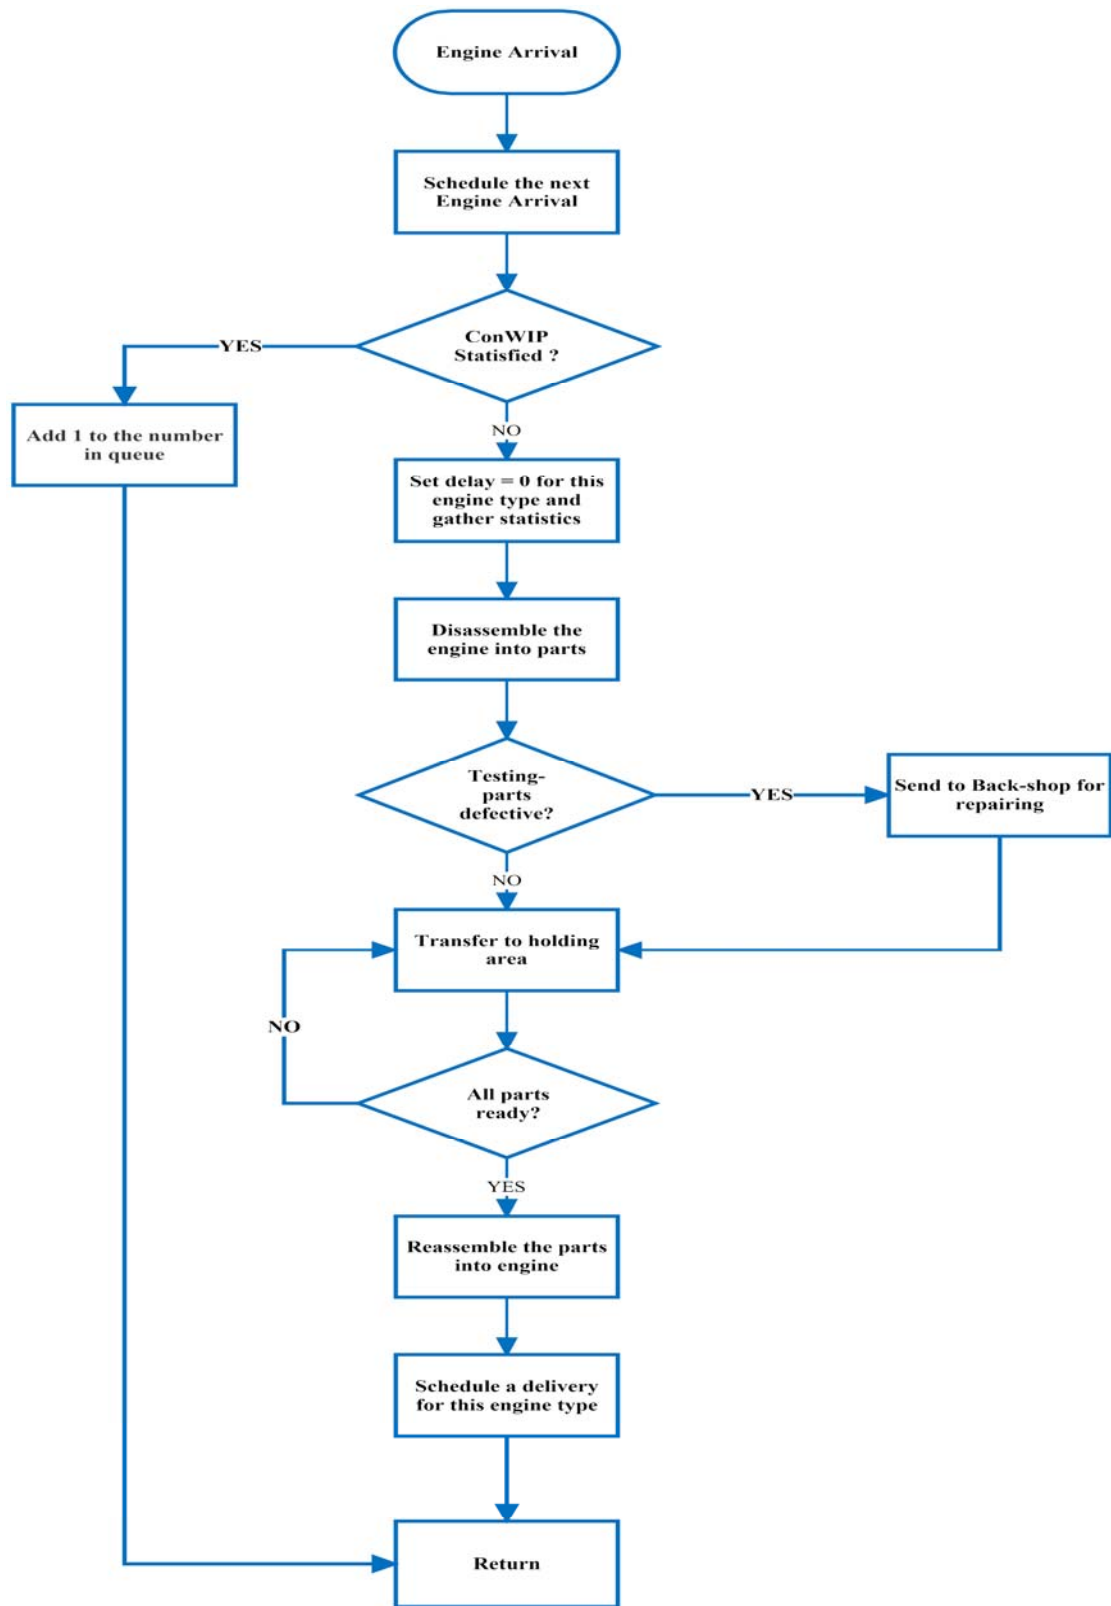 Engine Arrival
Schedule the next
Engine Arrival
ConWIP
Statisfied ?
YES
Add 1 to the number
in queue
NO
Set delay = 0 for this
engine type and
gather statistics
Disassemble the
engine into parts
Testing-
parts
defective?
YES
Send to Back-shop for
repairing
NO
Transfer to holding
area
NO
All parts
ready?
YES
Reassemble the parts
into engine
Schedule a delivery
for this engine type
Return